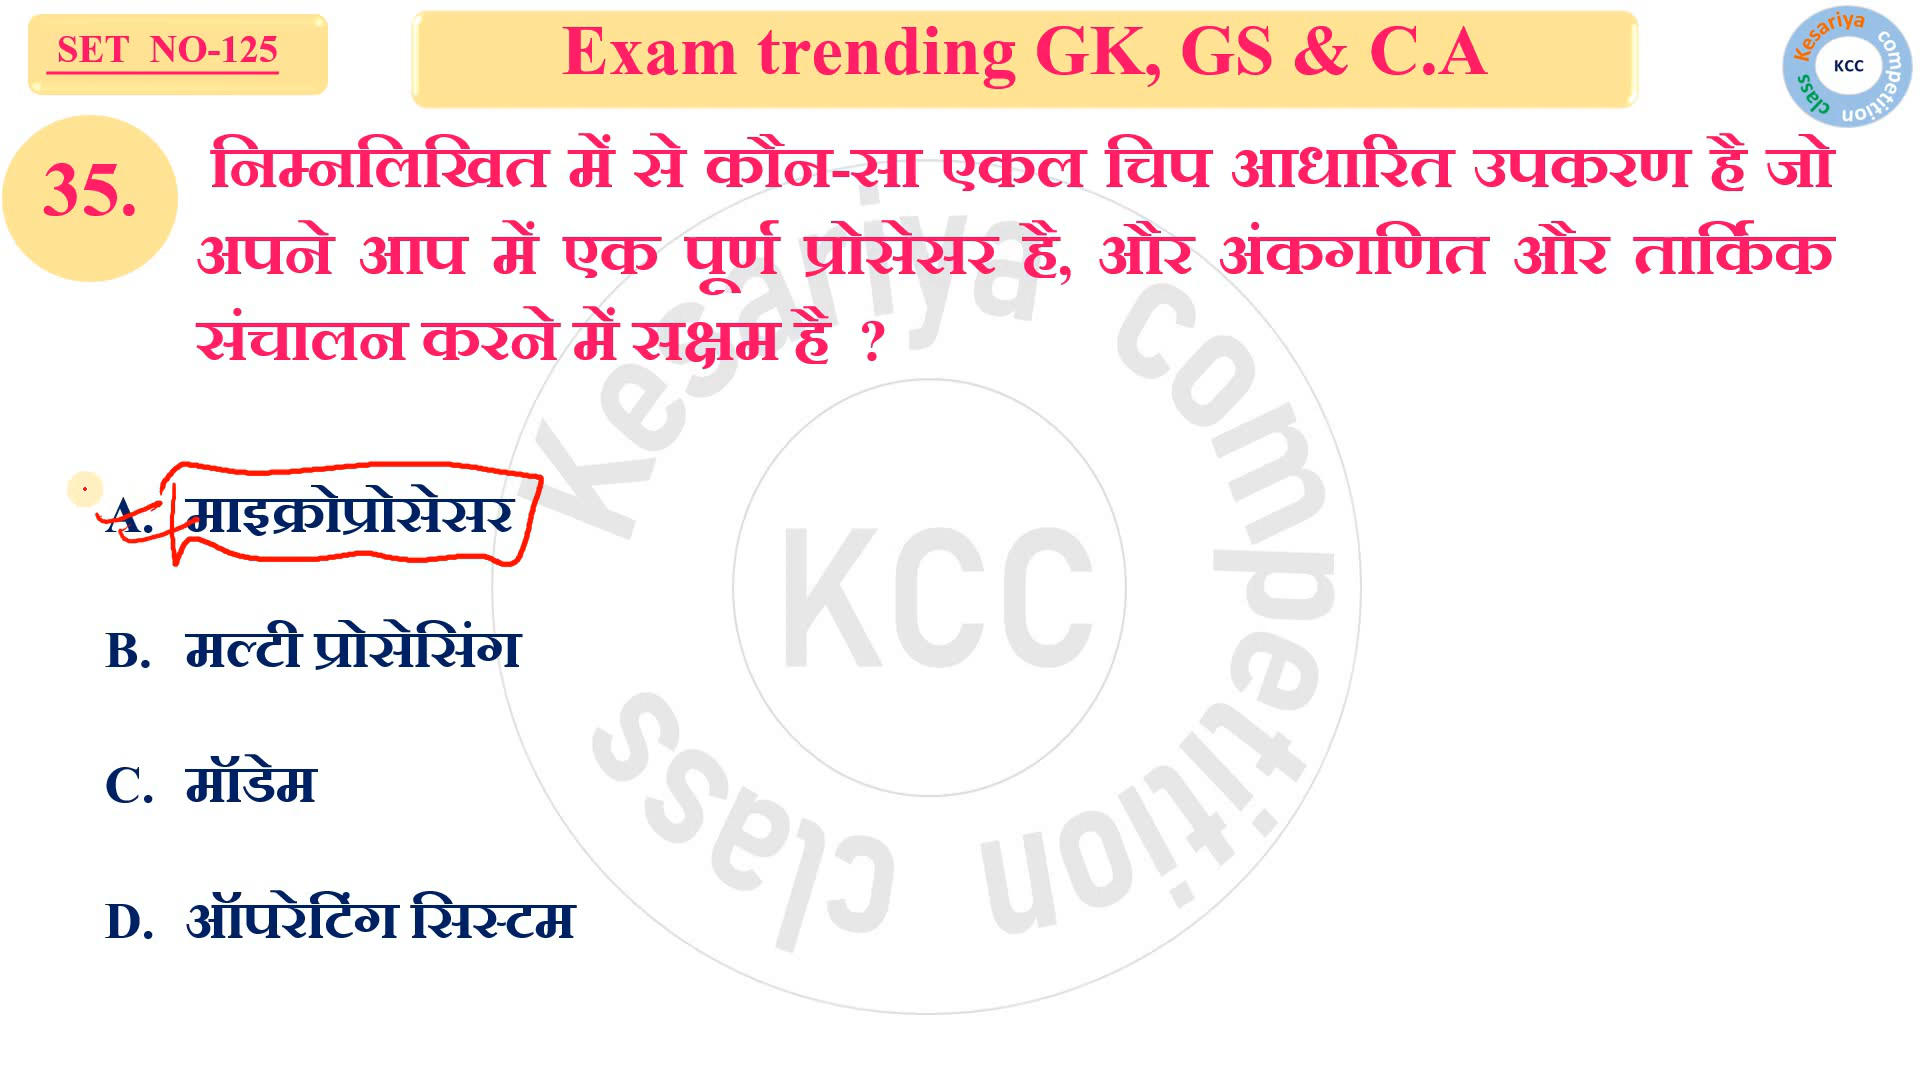 SET NO-125
Exam trending GK, GS & C.A
Kesariya competition class
KCC
35.
निम्नलिखित में से कौन-सा एकल चिप आधारित उपकरण है जो
अपने आप में एक पूर्ण प्रोसेसर है, और अंकगणित और तार्किक
संचालन करने में सक्षम है ?
A. माइक्रोप्रोसेसर
B. मल्टी प्रोसेसिंग
C. मॉडेम
D. ऑपरेटिंग सिस्टम
Kesariya competition class
KCC